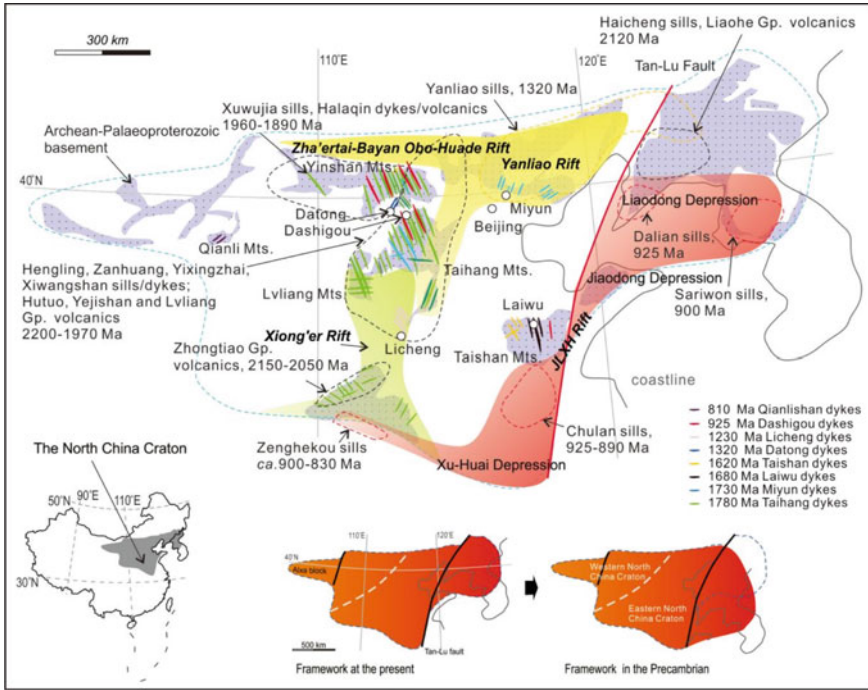 300 km
110°E
120°E
Haicheng sills, Liaohe Gp. volcanics
2120 Ma
Tan-Lu Fault
Yanliao sills, 1320 Ma
Xuwujia sills, Halaqin dykes/volcanics
1960-1890 Ma
Archean-Palaeoproterozoic
basement
Zha'ertai-Bayan Obo-Huade Rift
Yinshan Mts.
Yanliao Rift
40°N
Datong
Dashigou
Miyun
Beijing
Liaodong Depression
Qianli Mts.
Dalian sills,
925 Ma
Hengling, Zanhuang, Yixingzhai,
Xiwangshan sills/dykes;
Hutuo, Yejishan and Lvliang
Gp. volcanics
2200-1970 Ma
Taihang Mts.
Jiaodong Depression
Lvliang Mts.
Sariwon sills,
900 Ma
Laiwu
Xiong'er Rift
Licheng
Taishan Mts.
JLXH Rift
Zhongtiao Gp.
volcanics, 2150-2050 Ma
coastline
810 Ma Qianlishan dykes
925 Ma Dashigou dykes
1230 Ma Licheng dykes
1320 Ma Datong dykes
1620 Ma Taishan dykes
1680 Ma Laiwu dykes
1730 Ma Miyun dykes
1780 Ma Taihang dykes
Zenghekou sills
ca.900-830 Ma
Xu-Huai Depression
Chulan sills,
925-890 Ma
The North China Craton
50°N
90°E
110°E
30°N
110°E
120°E
40°N
Alxa block
500 km
Tan-Lu fault
Framework at the present
Western North
China Craton
Eastern North
China Craton
Framework in the Precambrian